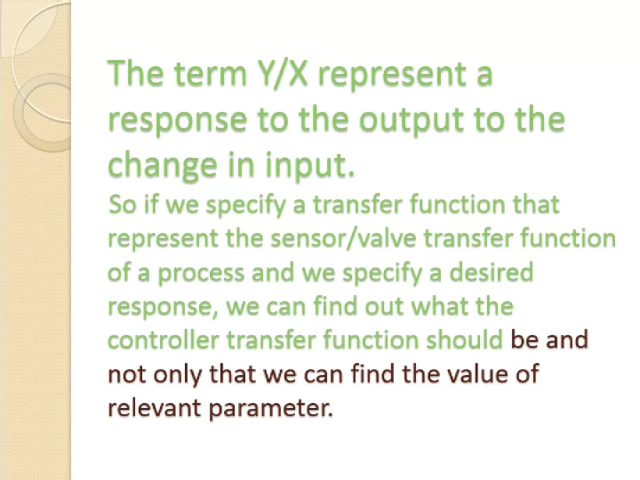 The term Y/X represent a
response to the output to the
change in input.
So if we specify a transfer function that
represent the sensor/valve transfer function
of a process and we specify a desired
response, we can find out what the
controller transfer function should be and
not only that we can find the value of
relevant parameter.